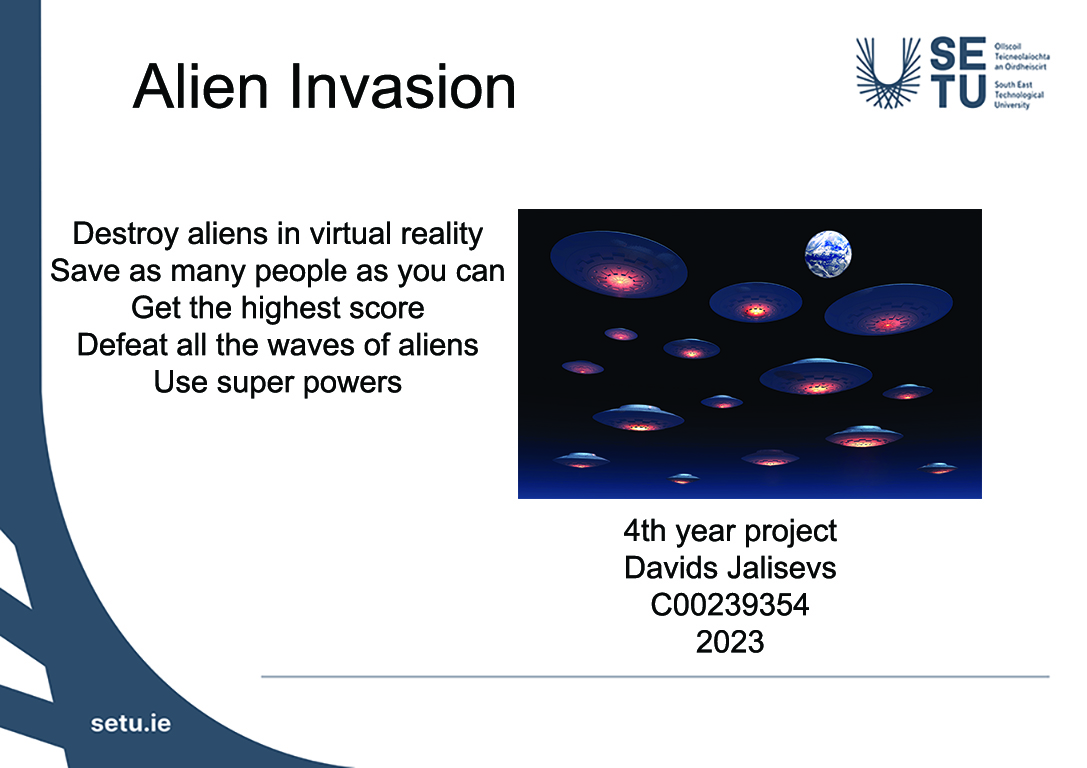 Alien Invasion
SE
TU
Ollscoil
Teicneolaíochta
an Oirdheiscirt
South East
Technological
University
Destroy aliens in virtual reality
Save as many people as you can
Get the highest score
Defeat all the waves of aliens
Use super powers
4th year project
Davids Jalisevs
C00239354
2023
setu.ie